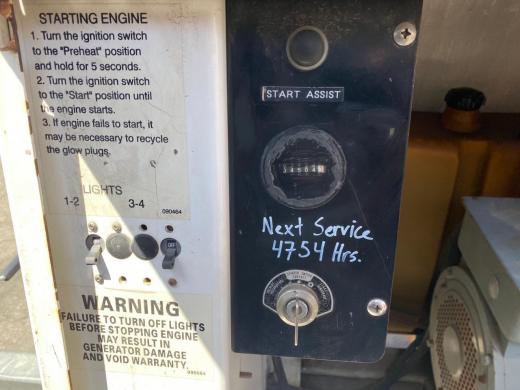 STARTING ENGINE
1. Turn the ignition switch
to the "Preheat" position
and hold for 5 seconds.
2. Turn the ignition switch
to the "Start" position until
the engine starts.
3. If engine fails to start, it
may be necessary to recycle
the glow plugs.
LIGHTS
1-2 3-4
090464
OFF
WARNING
FAILURE TO TURN OFF LIGHTS
BEFORE STOPPING ENGINE
MAY RESULT IN
GENERATOR DAMAGE
AND VOID WARRANTY.
START ASSIST
Next Service
4754 Hrs.